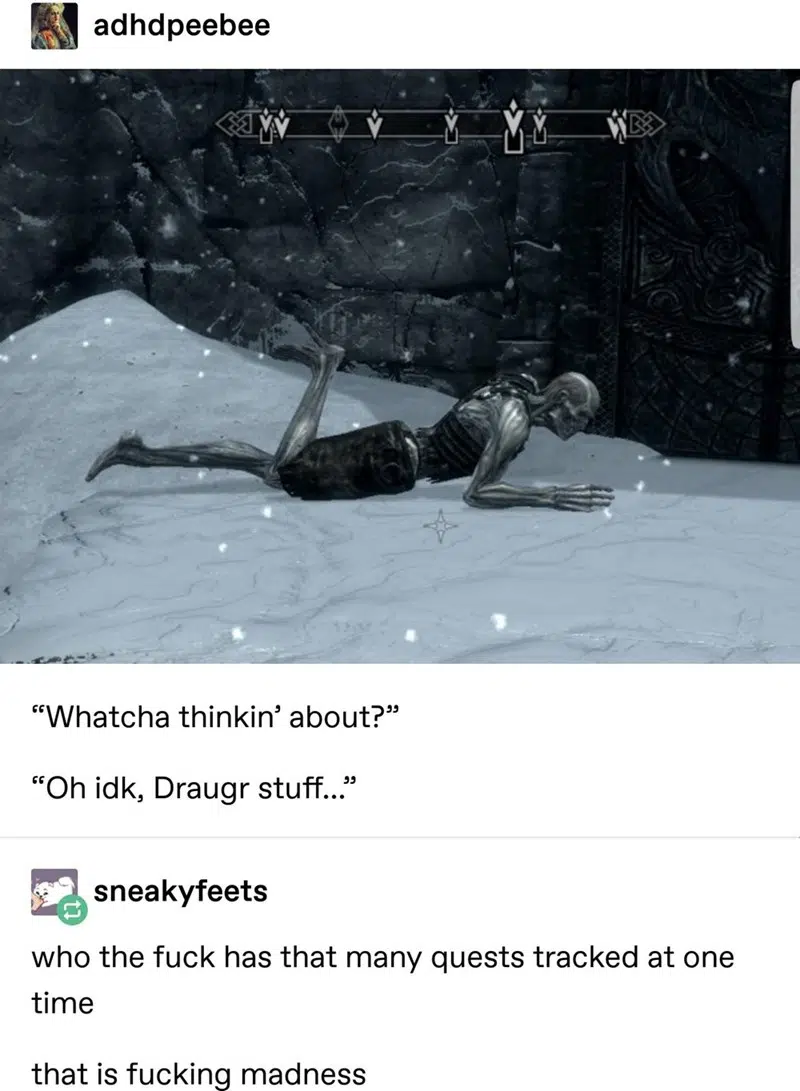 adhdpeebee
“Whatcha thinkin’ about?”
“Oh idk, Draugr stuff...”
sneakyfeets
who the fuck has that many quests tracked at one
time
that is fucking madness